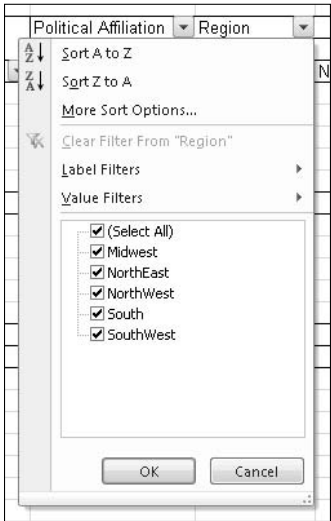 Political Affiliation Region
Sort A to Z
N
Sort Z to A
More Sort Options...
Clear Filter From "Region"
Label Filters
Value Filters
(Select All)
Midwest
NorthEast
NorthWest
South
SouthWest
OK Cancel